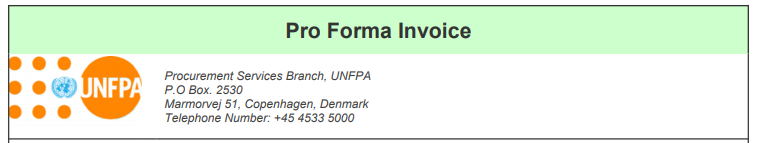 Pro Forma Invoice
UNFPA
Procurement Services Branch, UNFPA
P.O Box. 2530
Marmorvej 51, Copenhagen, Denmark
Telephone Number: +45 4533 5000